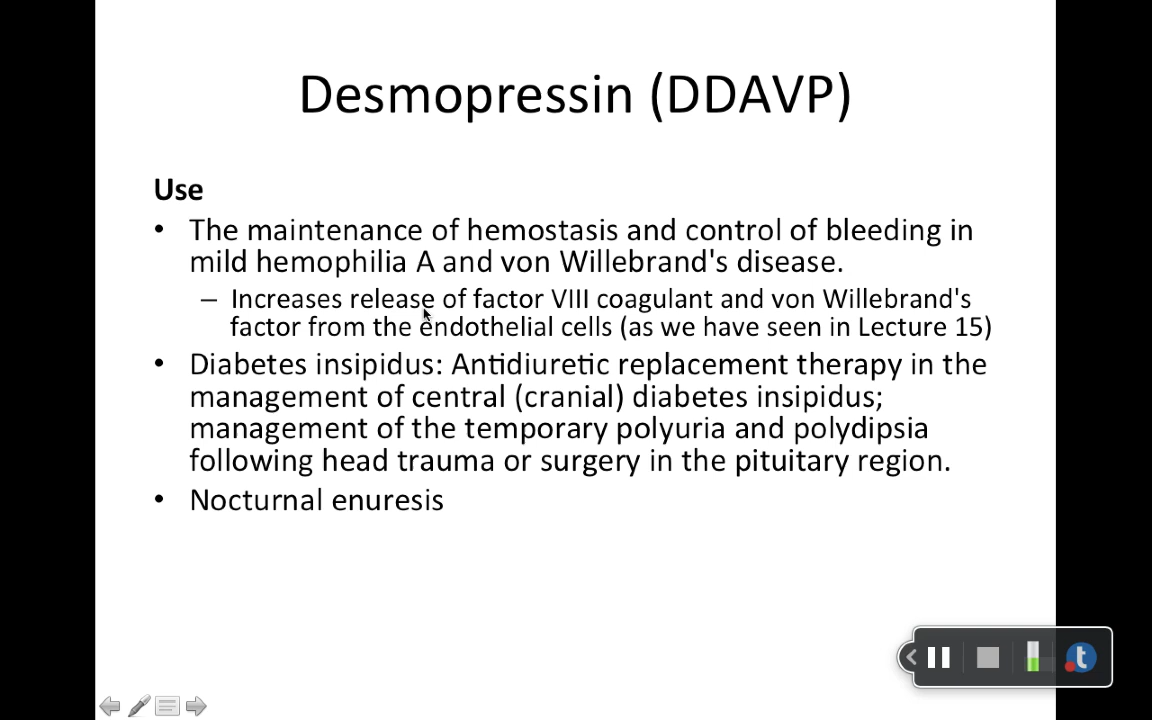 Desmopressin (DDAVP)
Use
• The maintenance of hemostasis and control of bleeding in
mild hemophilia A and von Willebrand's disease.
– Increases release of factor VIII coagulant and von Willebrand's
factor from the endothelial cells (as we have seen in Lecture 15)
• Diabetes insipidus: Antidiuretic replacement therapy in the
management of central (cranial) diabetes insipidus;
management of the temporary polyuria and polydipsia
following head trauma or surgery in the pituitary region.
• Nocturnal enuresis
t